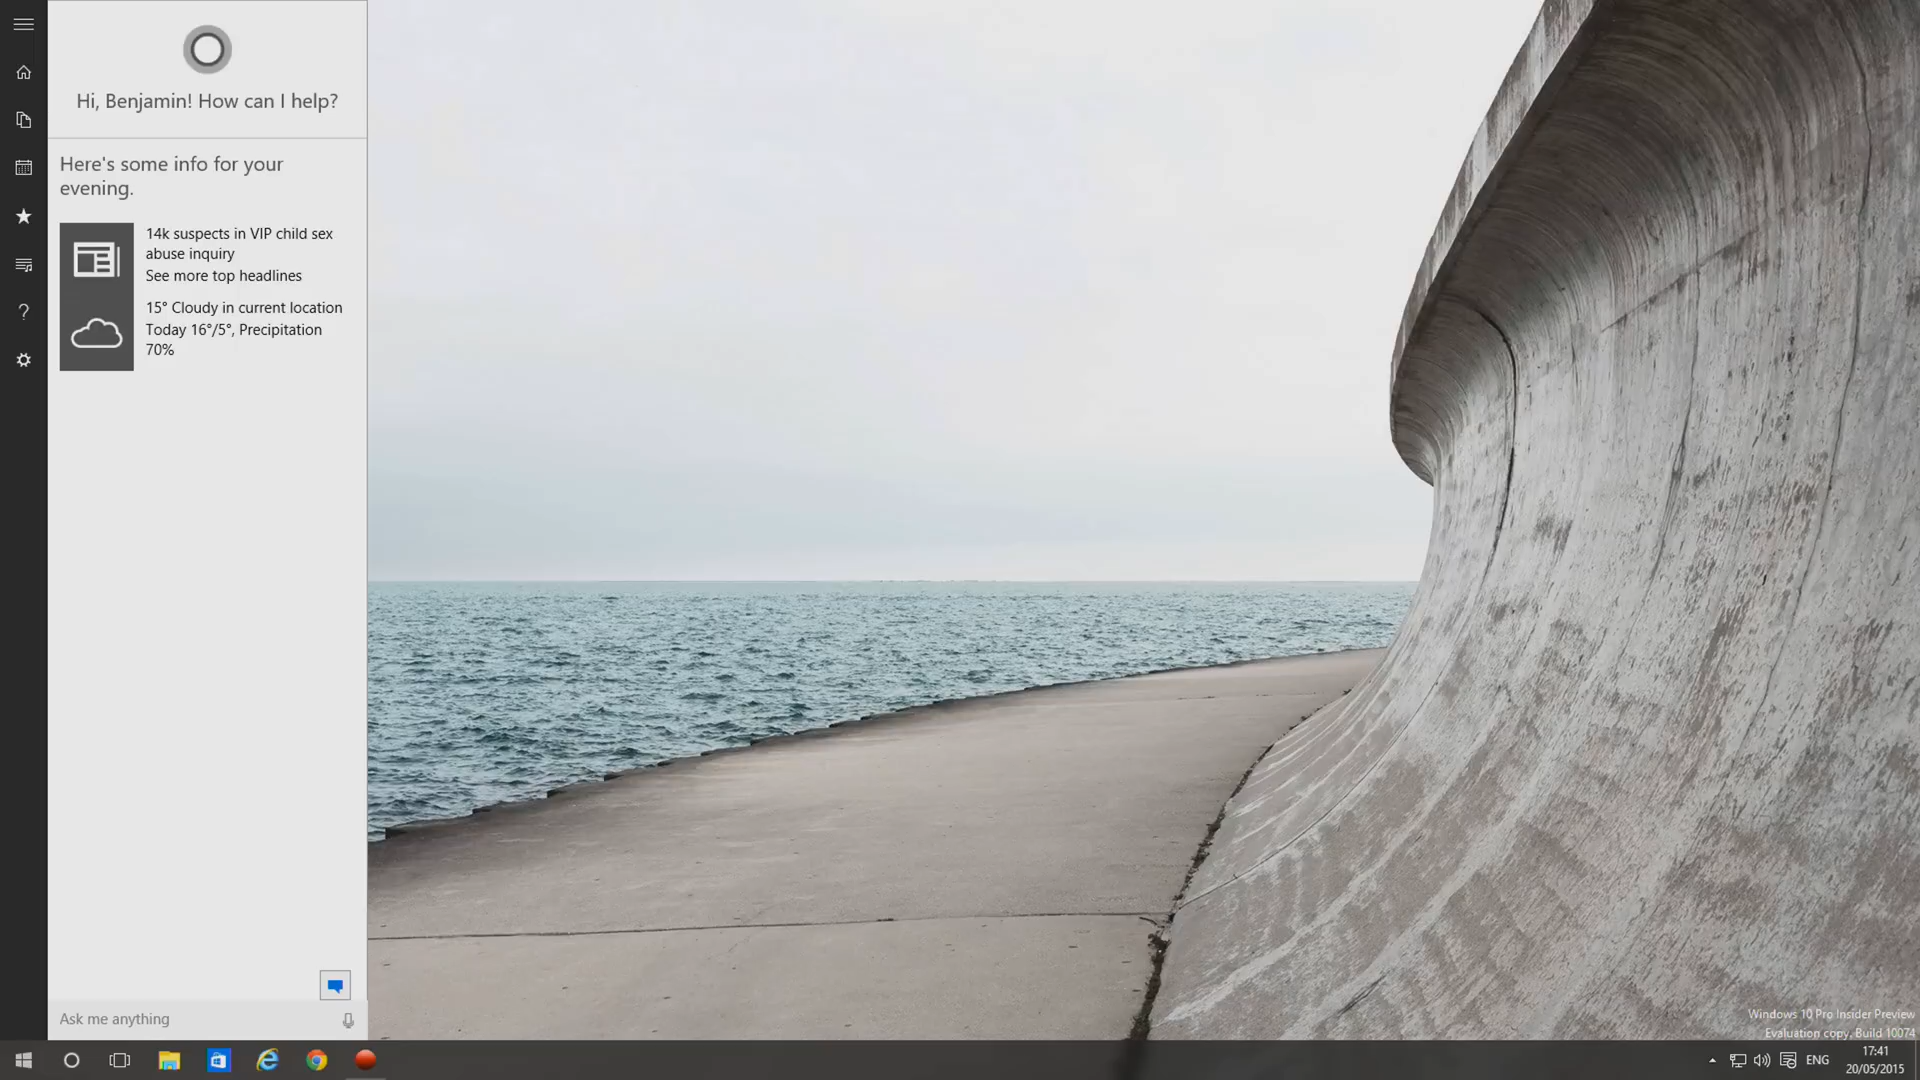 Hi, Benjamin! How can I help?
Here's some info for your
evening.
14k suspects in VIP child sex
abuse inquiry
See more top headlines
15° Cloudy in current location
Today 16°/5°, Precipitation
70%
Ask me anything
Windows 10 Pro Insider Preview
Evaluation copy. Build 10074
ENG
17:41
20/05/2015